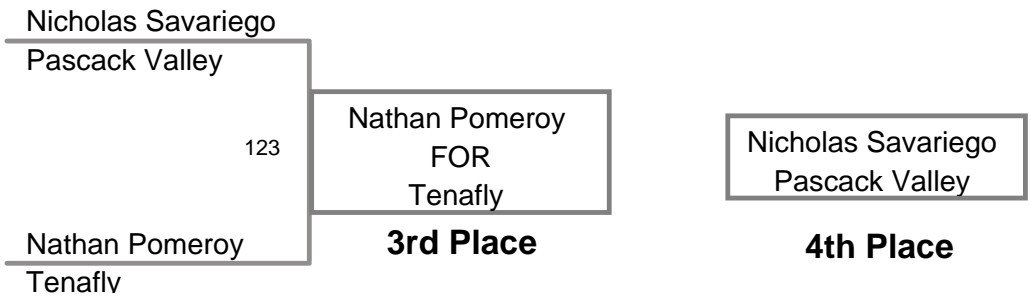 Nicholas Savariego
Pascack Valley
123
Nathan Pomeroy
Tenafly
Nathan Pomeroy
FOR
Tenafly
3rd Place
Nicholas Savariego
Pascack Valley
4th Place